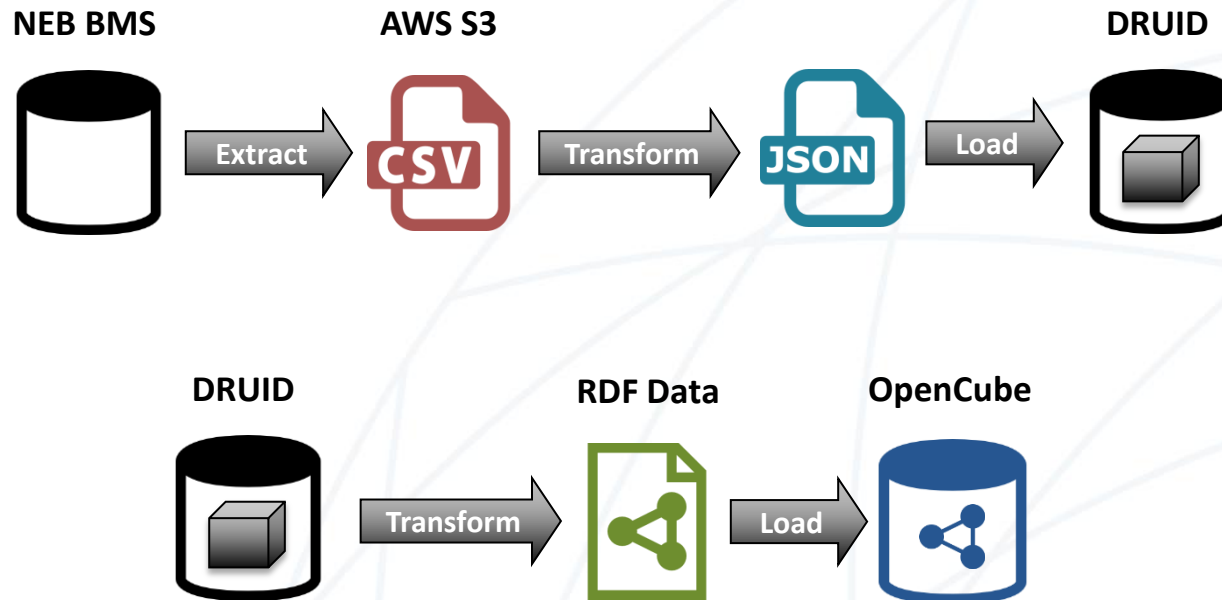 NEB BMS
AWS S3
DRUID
Extract
CSV
Transform
JSON
Load
DRUID
RDF Data
OpenCube
Transform
Load